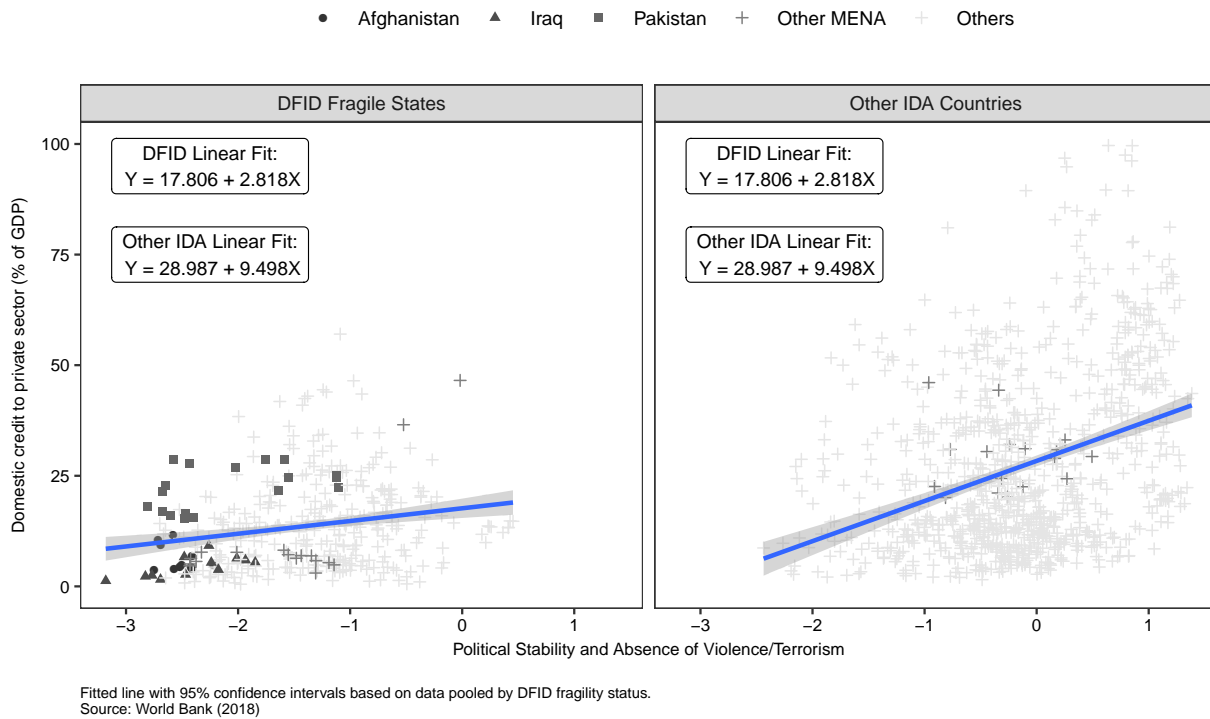 Afghanistan Iraq Pakistan Other MENA Others
DFID Fragile States
Other IDA Countries
DFID Linear Fit:
Y = 17.806 + 2.818X
Other IDA Linear Fit:
Y = 28.987 + 9.498X
DFID Linear Fit:
Y = 17.806 + 2.818X
Other IDA Linear Fit:
Y = 28.987 + 9.498X
Domestic credit to private sector (% of GDP)
100
75
50
25
0
−3 −2 −1 0 1
−3 −2 −1 0 1
Political Stability and Absence of Violence/Terrorism
Fitted line with 95% confidence intervals based on data pooled by DFID fragility status.
Source: World Bank (2018)